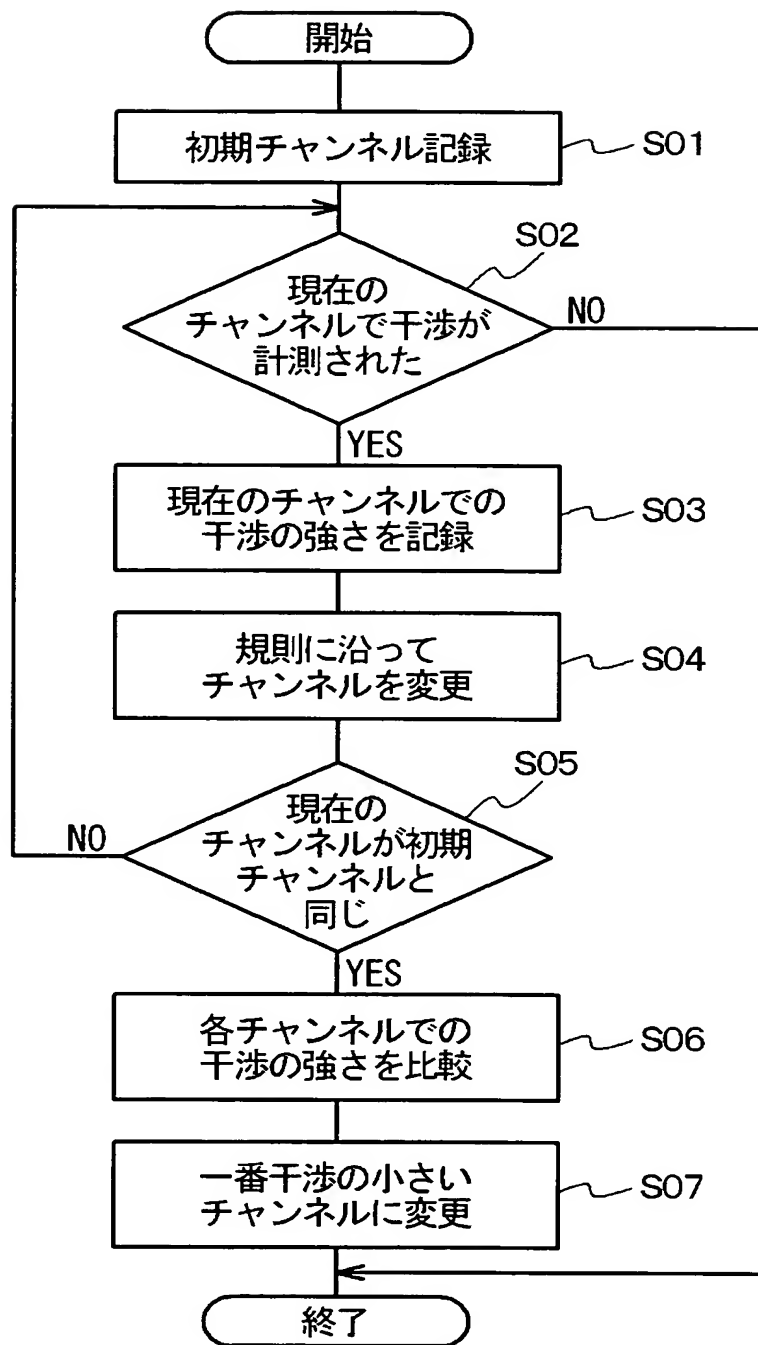 開始
初期チャンネル記録
S01
S02
現在の
チャンネルで干渉が
計測された
NO
YES
現在のチャンネルでの
干渉の強さを記録
S03
規則に沿って
チャンネルを変更
S04
S05
現在の
チャンネルが初期
チャンネルと
同じ
NO
YES
各チャンネルでの
干渉の強さを比較
S06
一番干渉の小さい
チャンネルに変更
S07
終了